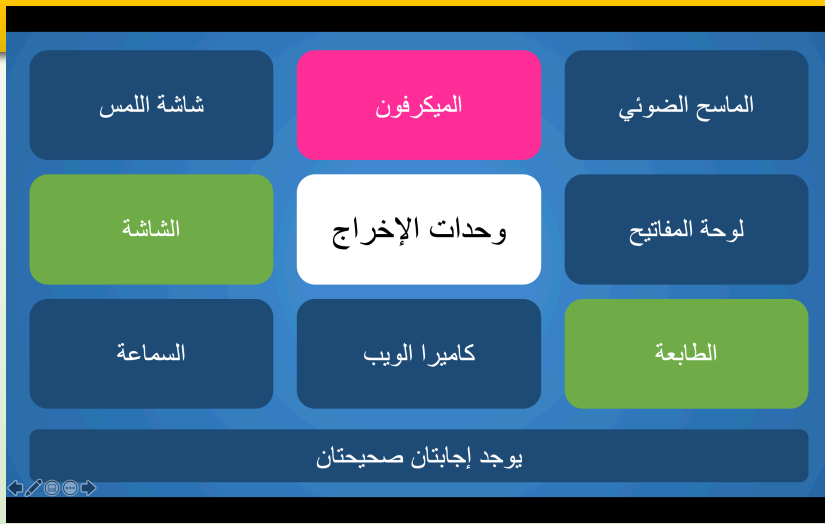 الماسح الضوئي
الميكرفون
شاشة اللمس
لوحة المفاتيح
وحدات الإخراج
الشاشة
الطابعة
كاميرا الويب
السماعة
يوجد إجابتان صحيحتان